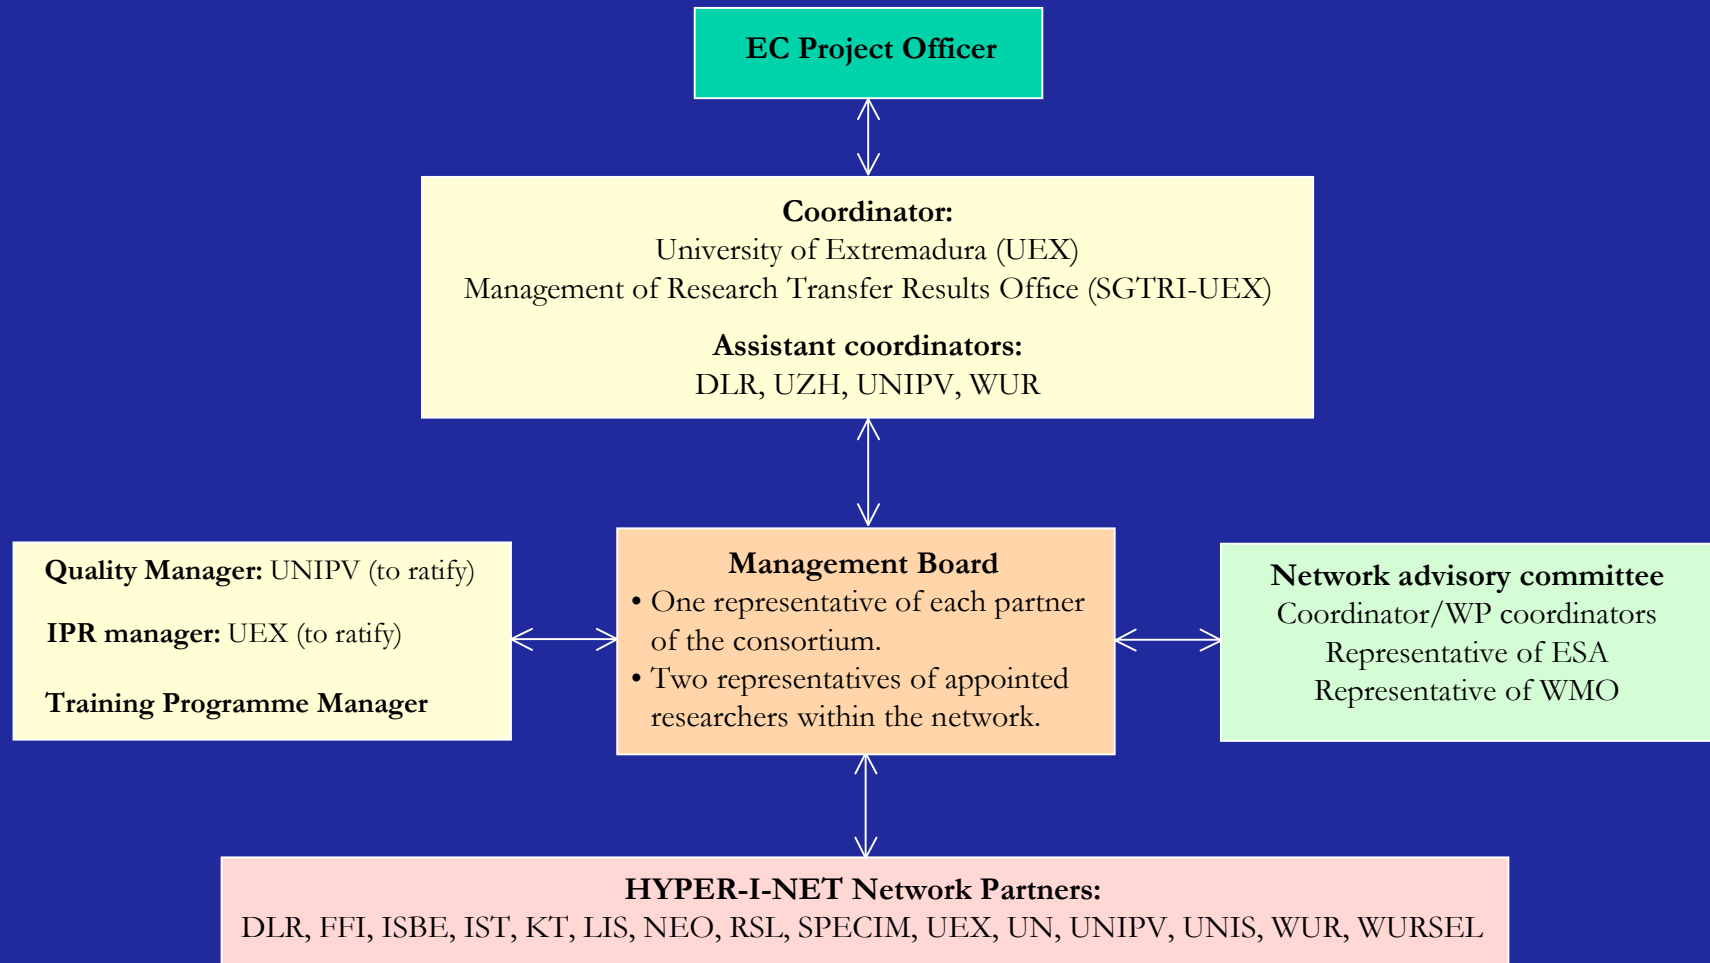 EC Project Officer
Coordinator:
University of Extremadura (UEX)
Management of Research Transfer Results Office (SGTRI-UEX)
Assistant coordinators:
DLR, UZH, UNIPV, WUR
Quality Manager: UNIPV (to ratify)
IPR manager: UEX (to ratify)
Training Programme Manager
Management Board
• One representative of each partner
of the consortium.
• Two representatives of appointed
researchers within the network.
Network advisory committee
Coordinator/WP coordinators
Representative of ESA
Representative of WMO
HYPER-I-NET Network Partners:
DLR, FFI, ISBE, IST, KT, LIS, NEO, RSL, SPECIM, UEX, UN, UNIPV, UNIS, WUR, WURSEL